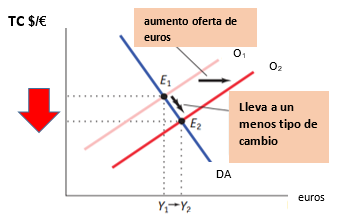 TC $/€
aumento oferta de
euros
O₁
O₂
E₁
Lleva a un
menos tipo de
cambio
E₂
DA
euros
Y₁→Y₂